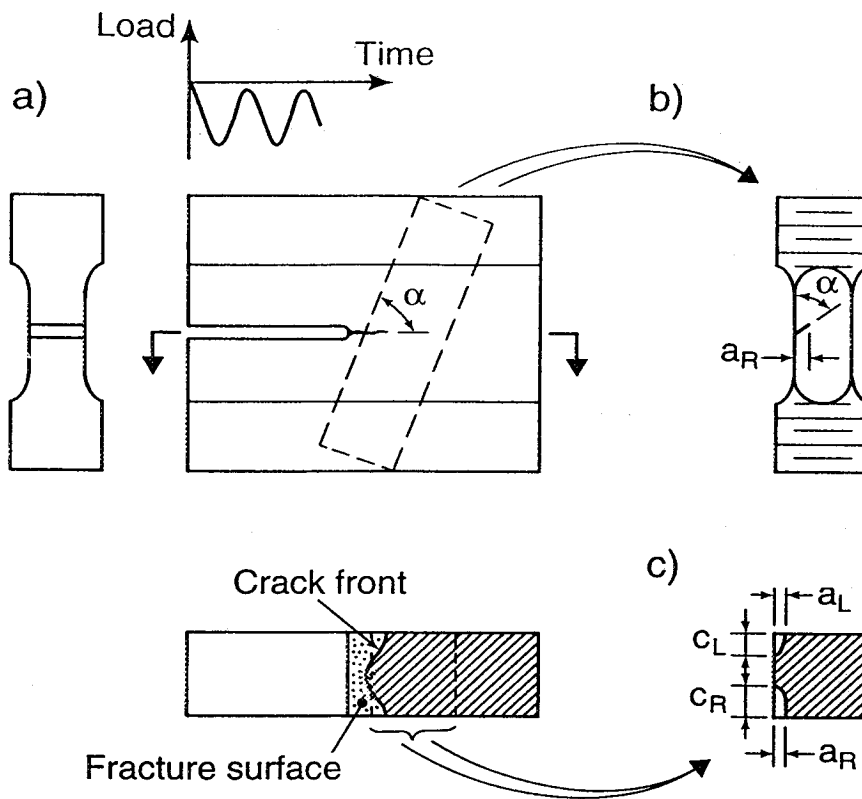 Load
Time
a)
b)
α
α
a_R
c)
Crack front
a_L
c_L
c_R
Fracture surface
a_R